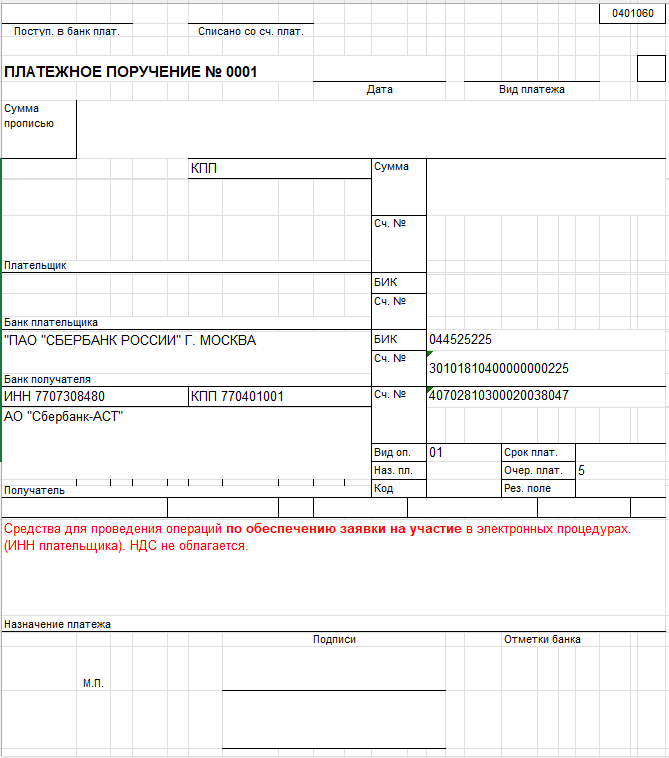 0401060
Поступ. в банк плат. Списано со сч. плат.
ПЛАТЕЖНОЕ ПОРУЧЕНИЕ № 0001
Дата Вид платежа
Сумма
прописью
КПП Сумма
Сч. №
Плательщик
БИК
Сч. №
Банк плательщика
"ПАО "СБЕРБАНК РОССИИ" Г. МОСКВА БИК 044525225
Сч. № 30101810400000000225
Банк получателя
ИНН 7707308480 КПП 770401001 Сч. № 40702810300020038047
АО "Сбербанк-АСТ"
Вид оп. 01 Срок плат.
Наз. пл. Очер. плат. 5
Получатель Код Рез. поле
Средства для проведения операций по обеспечению заявки на участие в электронных процедурах.
(ИНН плательщика). НДС не облагается.
Назначение платежа
Подписи Отметки банка
М.П.